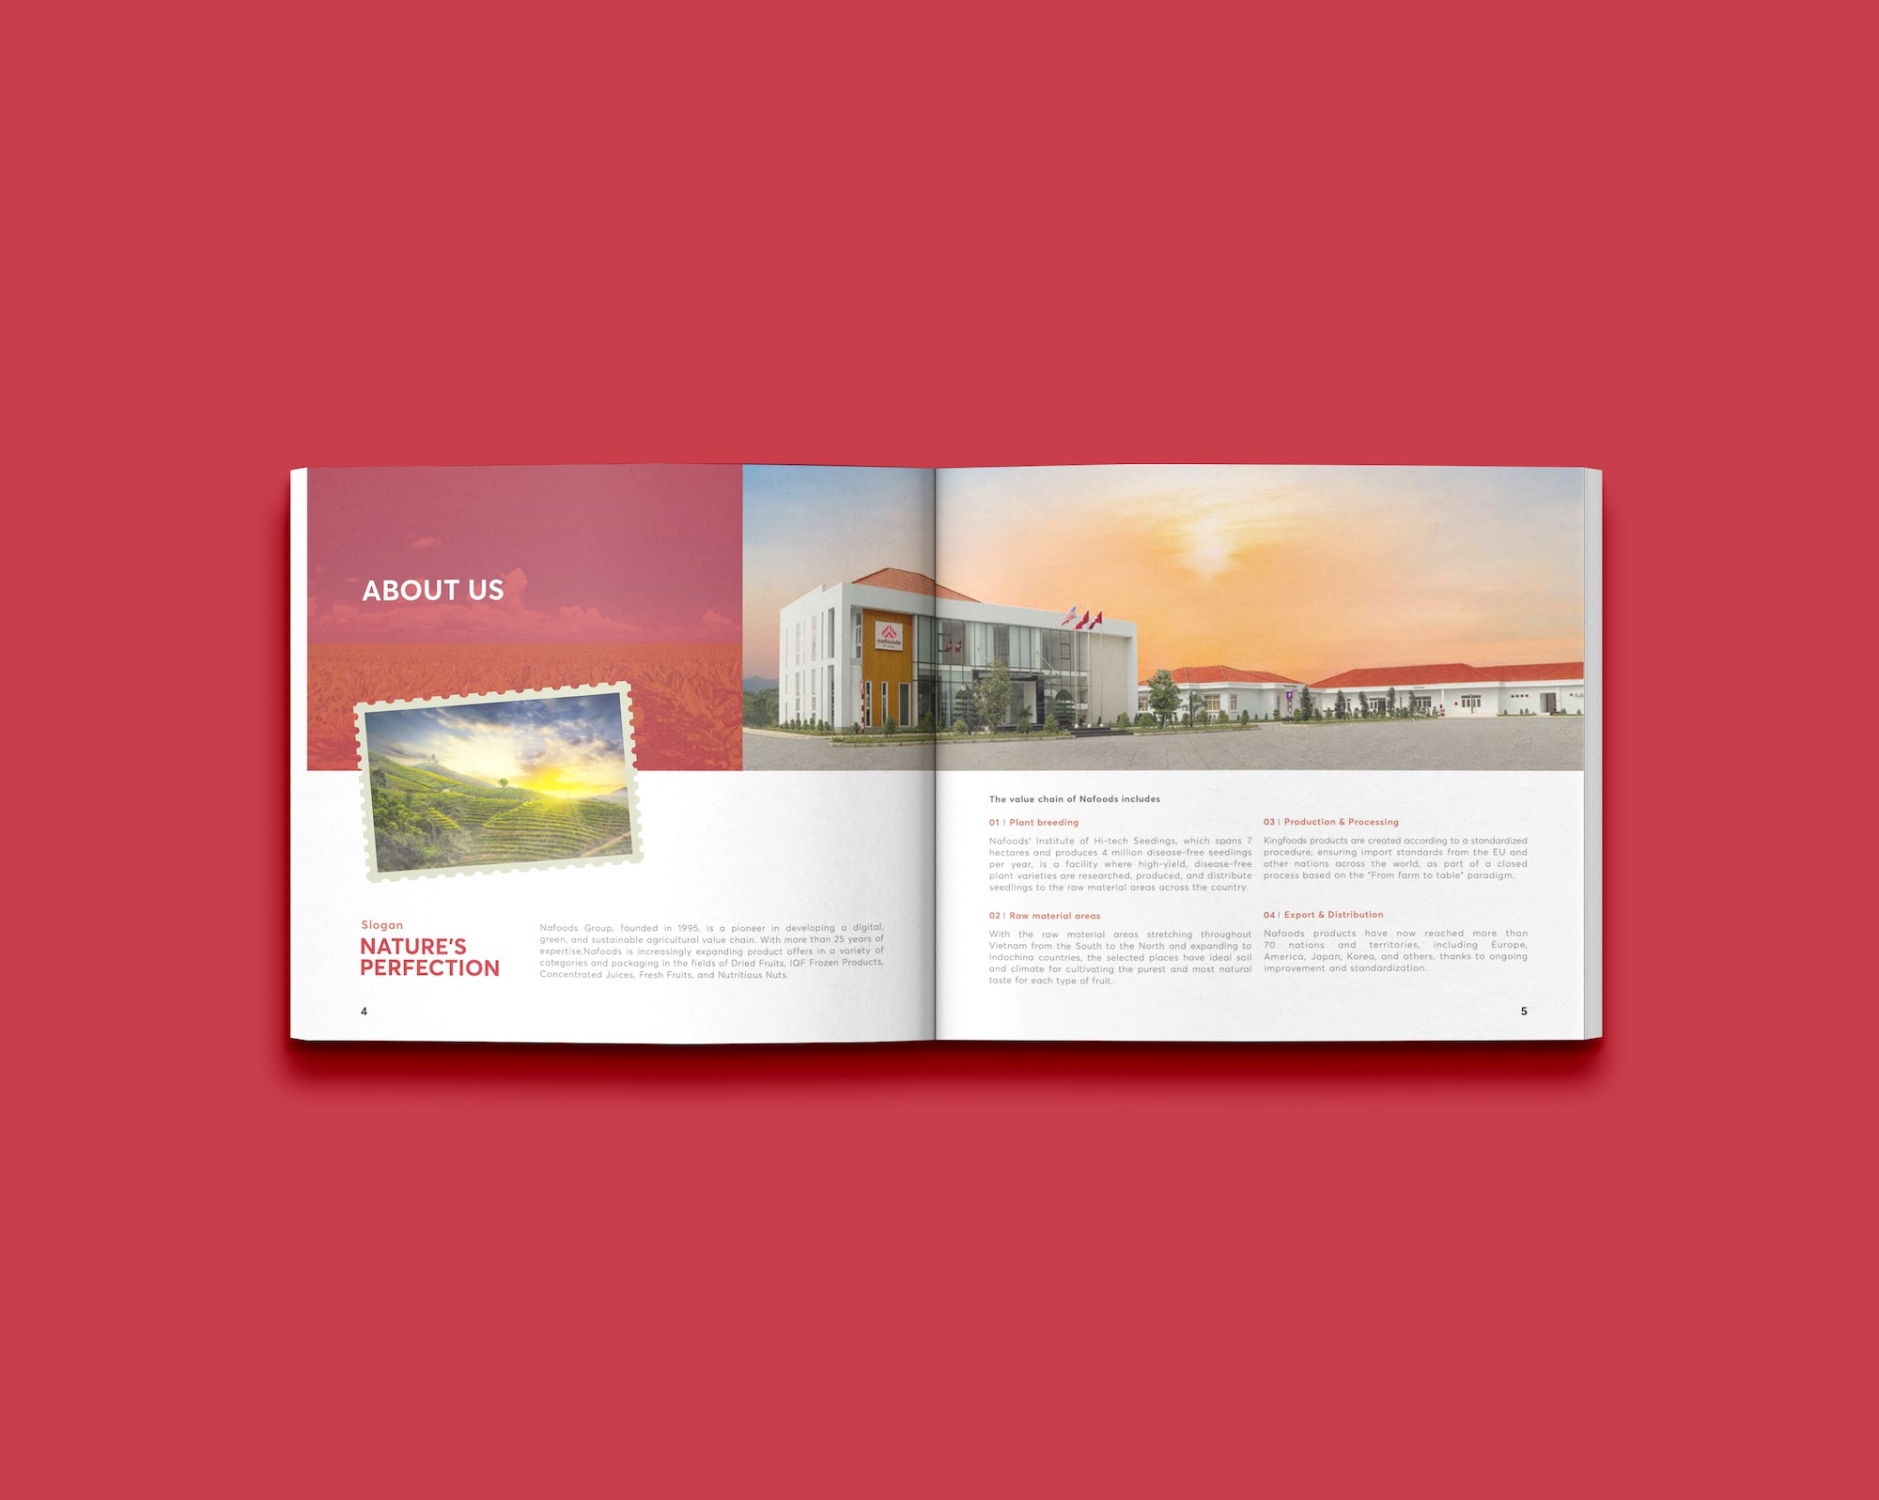 ABOUT US
nafoods
Slogan
NATURE'S
PERFECTION
Nafoods Group, founded in 1995, is a pioneer in developing a digital,
green, and sustainable agricultural value chain. With more than 25 years of
expertise,Nafoods is increasingly expanding product offers in a variety of
categories and packaging in the fields of Dried Fruits, IQF Frozen Products,
Concentrated Juices, Fresh Fruits, and Nutritious Nuts.
4
The value chain of Nafoods includes
01 | Plant breeding
Nafoods' Institute of Hi-tech Seedings, which spans 7
hectares and produces 4 million disease-free seedlings
per year, is a facility where high-yield, disease-free
plant varieties are researched, produced, and distribute
seedlings to the raw material areas across the country.
02 | Raw material areas
With the raw material areas stretching throughout
Vietnam from the South to the North and expanding to
Indochina countries, the selected places have ideal soil
and climate for cultivating the purest and most natural
taste for each type of fruit.
03 | Production & Processing
Kingfoods products are created according to a standardized
procedure, ensuring import standards from the EU and
other nations across the world, as part of a closed
process based on the "From farm to table" paradigm.
04 | Export & Distribution
Nafoods products have now reached more than
70 nations and territories, including Europe,
America, Japan, Korea, and others, thanks to ongoing
improvement and standardization.
5